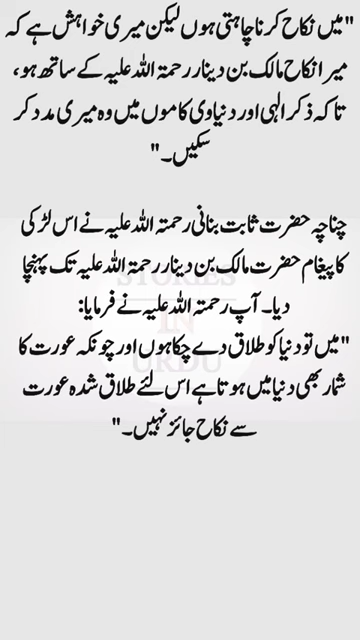 "میں نکاح کرنا چاہتی ہوں لیکن میری خواہش ہے کہ
میرا نکاح مالک بن دینار رحمۃ اللہ علیہ کے ساتھ ہو،
تاکہ ذکر الٰہی اور دنیاوی کاموں میں وہ میری مدد کر
سکیں۔"
چنانچہ حضرت ثابت بنانی رحمۃ اللہ علیہ نے اس لڑکی
کا پیغام حضرت مالک بن دینار رحمۃ اللہ علیہ تک پہنچا
دیا۔ آپ رحمۃ اللہ علیہ نے فرمایا:
"میں تو دنیا کو طلاق دے چکا ہوں اور چونکہ عورت کا
شمار بھی دنیا میں ہوتا ہے اس لئے طلاق شدہ عورت
سے نکاح جائز نہیں۔"
STORIES
IN
URDU